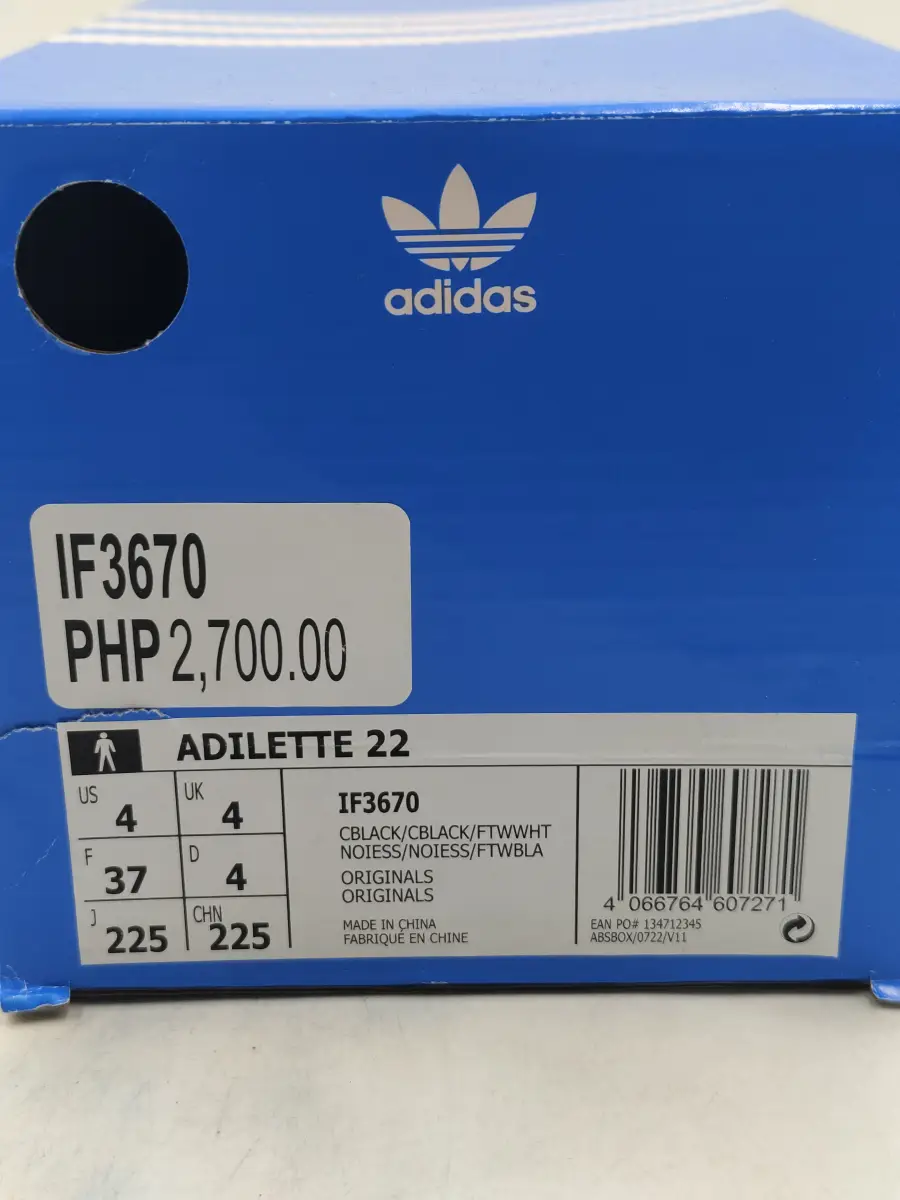 adidas
IF3670
PHP 2,700.00
ADILETTE 22
US
4
UK
4
F
37
D
4
J
225
CHN
225
IF3670
CBLACK/CBLACK/FTWWHT
NOIESS/NOIESS/FTWBLA
ORIGINALS
ORIGINALS
MADE IN CHINA
FABRIQUÉ EN CHINE
4 066764 607271
EAN PO# 134712345
ABSBOX/0722/V11